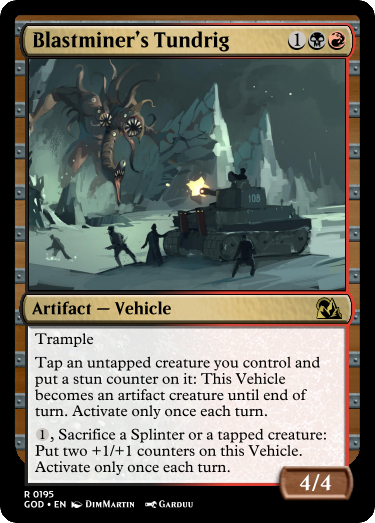 Blastminer's Tundrig 1
108
Artifact — Vehicle
Trample
Tap an untapped creature you control and
put a stun counter on it: This Vehicle
becomes an artifact creature until end of
turn. Activate only once each turn.
1, Sacrifice a Splinter or a tapped creature:
Put two +1/+1 counters on this Vehicle.
Activate only once each turn.
4/4
R 0195
GOD • EN DimMartin Garduu